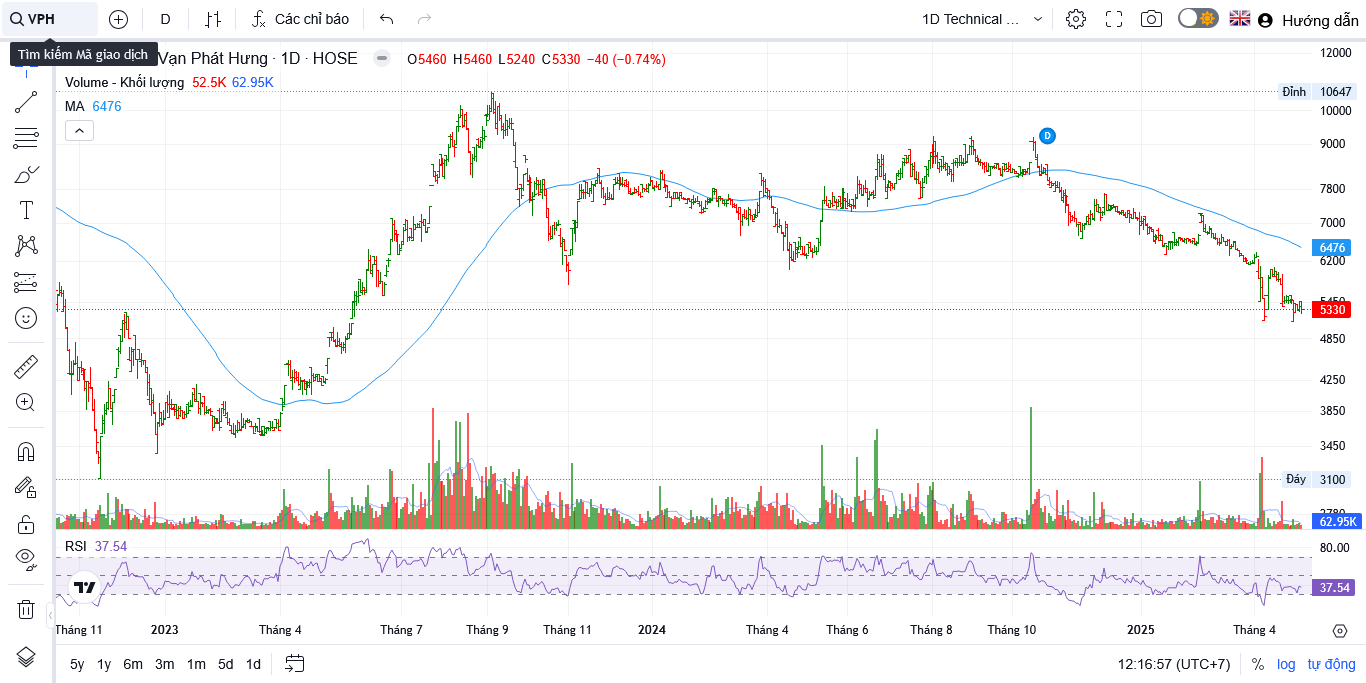 VPH
D
Các chỉ báo
1D Technical ...
Hướng dẫn
Tìm kiếm Mã giao dịch
Vạn Phát Hưng · 1D · HOSE
O5460 H5460 L5240 C5330 −40 (−0.74%)
Volume - Khối lượng 52.5K 62.95K
MA 6476
D
12000
Đỉnh 10647
10000
9000
7800
7000
6476
6200
5330
4850
4250
3850
3450
Đáy 3100
62.95K
RSI 37.54
80.00
37.54
Tháng 11 2023 Tháng 4 Tháng 7 Tháng 9 Tháng 11 2024 Tháng 4 Tháng 6 Tháng 8 Tháng 10 2025 Tháng 4
5y 1y 6m 3m 1m 5d 1d
12:16:57 (UTC+7) % log tự động